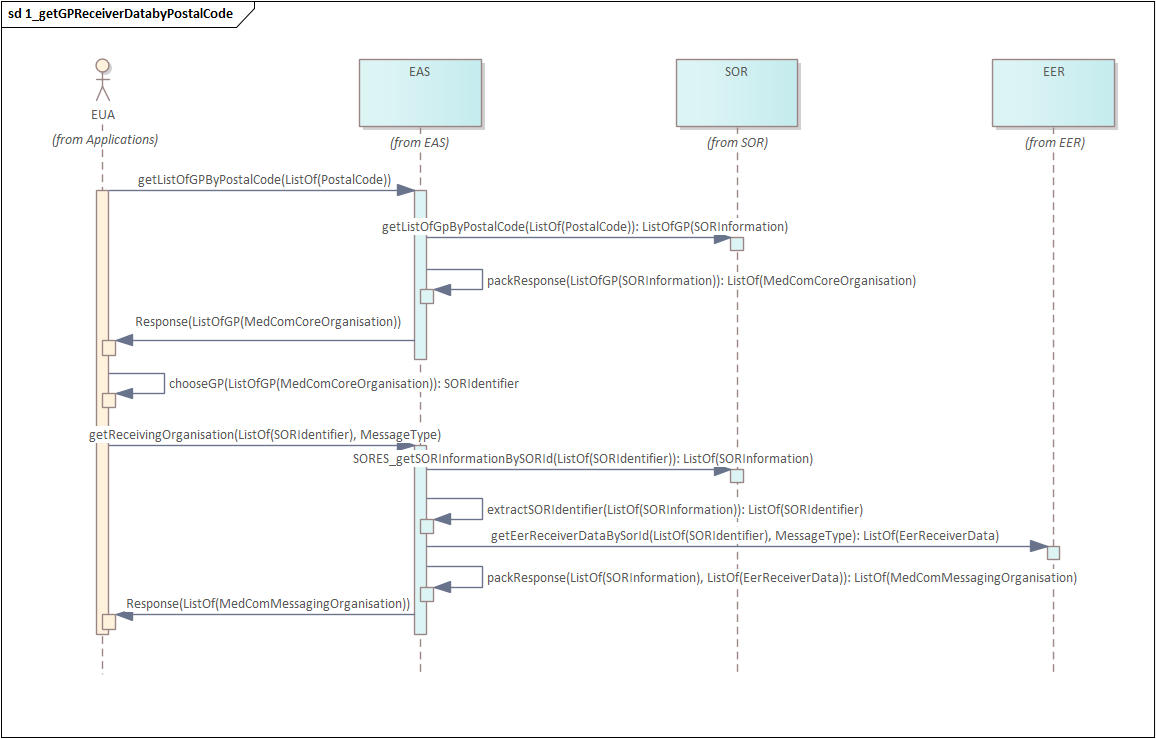 sd 1_getGPReceiverDatabyPostalCode
EAS
SOR
EER
EUA
(from Applications)
(from EAS)
(from SOR)
(from EER)
getListOfGPByPostalCode(ListOf(PostalCode))
getListOfGpByPostalCode(ListOf(PostalCode)): ListOfGP(SORInformation)
packResponse(ListOfGP(SORInformation)): ListOf(MedComCoreOrganisation)
Response(ListOfGP(MedComCoreOrganisation))
chooseGP(ListOfGP(MedComCoreOrganisation)): SORIdentifier
getReceivingOrganisation(ListOf(SORIdentifier), MessageType)
SORES_getSORInformationBySORId(ListOf(SORIdentifier)): ListOf(SORInformation)
extractSORIdentifier(ListOf(SORInformation)): ListOf(SORIdentifier)
getEerReceiverDataBySorId(ListOf(SORIdentifier), MessageType): ListOf(EerReceiverData)
packResponse(ListOf(SORInformation), ListOf(EerReceiverData)): ListOf(MedComMessagingOrganisation)
Response(ListOf(MedComMessagingOrganisation))